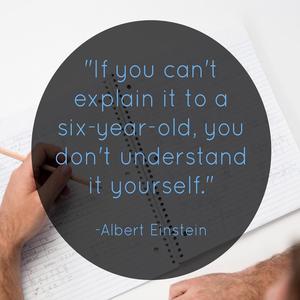 "If you can't
explain it to a
six-year-old, you
don't understand
it yourself."
-Albert Einstein